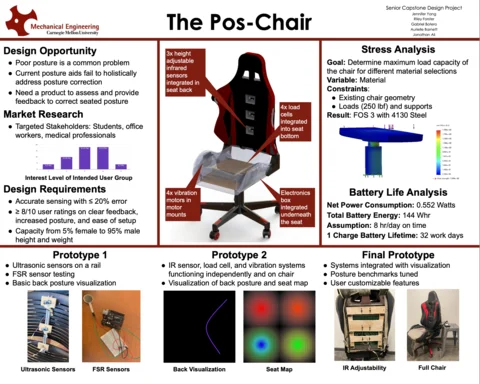 Mechanical Engineering
Carnegie Mellon University
The Pos-Chair
Senior Capstone Design Project
Jennifer Yang
Riley Porter
Gabriel Botero
Jonathan Ali
Design Opportunity
● Poor posture is a common problem
● Current posture aids fail to holistically
address posture correction
● Need a product to assess and provide
feedback to correct seated posture
Market Research
● Targeted Stakeholders: Students, office
workers, medical professionals
Interest Level of Intended User Group
Design Requirements
● Accurate sensing with ≤ 20% error
● ≥ 8/10 user ratings on clear feedback,
increased posture, and ease of setup
● Capacity from 5% female to 95% male
height and weight
3x height
adjustable
infrared
sensors
integrated in
seat back
4x load
cells
integrated
into seat
bottom
4x vibration
motors in
motor
mounts
Electronics
box
integrated
underneath
the seat
Stress Analysis
Goal: Determine maximum load capacity of
the chair for different material selections
Variable: Material
Constraints:
● Existing chair geometry
● Loads (250 lbf) and supports
Result: FOS 3 with 4130 Steel
Battery Life Analysis
Net Power Consumption: 0.552 Watts
Total Battery Energy: 144 Whr
Assumption: 8 hr/day on time
1 Charge Battery Lifetime: 32 work days
Prototype 1
● Ultrasonic sensors on a rail
● FSR sensor testing
● Basic back posture visualization
Ultrasonic Sensors
FSR Sensors
Prototype 2
● IR sensor, load cell, and vibration systems
functioning independently and on chair
● Visualization of back posture and seat map
Back Visualization
Seat Map
Final Prototype
● Systems integrated with visualization
● Posture benchmarks tuned
● User customizable features
IR Adjustability
Full Chair